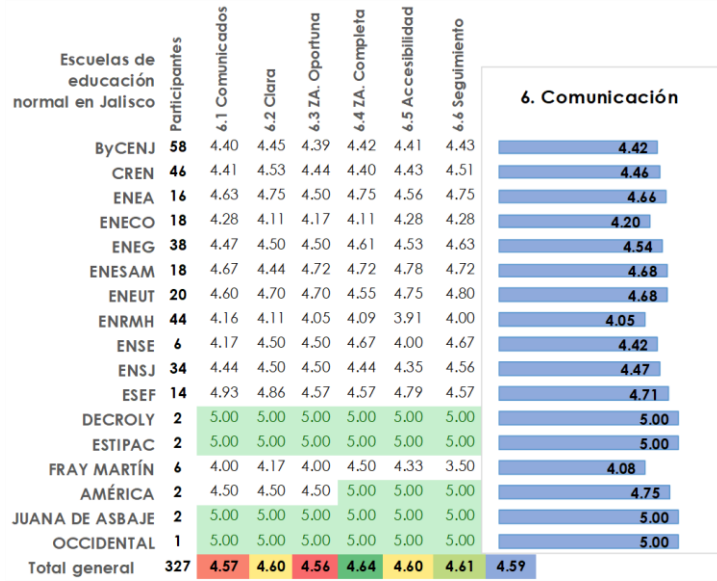 Escuelas de educación normal en Jalisco Participantes 6.1 Comunicados 6.2 Clara 6.3 ZA. Oportuna 6.4 ZA. Completa 6.5 Accesibilidad 6.6 Seguimiento 6. Comunicación
ByCENJ 58 4.40 4.45 4.39 4.42 4.41 4.43 4.42
CREN 46 4.41 4.53 4.44 4.40 4.43 4.51 4.46
ENEA 16 4.63 4.75 4.50 4.75 4.56 4.75 4.66
ENECO 18 4.28 4.11 4.17 4.11 4.28 4.28 4.20
ENEG 38 4.47 4.50 4.50 4.61 4.53 4.63 4.54
ENESAM 18 4.67 4.44 4.72 4.72 4.78 4.72 4.68
ENEUT 20 4.60 4.70 4.70 4.55 4.75 4.80 4.68
ENRMH 44 4.16 4.11 4.05 4.09 3.91 4.00 4.05
ENSE 6 4.17 4.50 4.50 4.67 4.00 4.67 4.42
ENSJ 34 4.44 4.50 4.50 4.44 4.35 4.56 4.47
ESEF 14 4.93 4.86 4.57 4.57 4.79 4.57 4.71
DECROLY 2 5.00 5.00 5.00 5.00 5.00 5.00 5.00
ESTIPAC 2 5.00 5.00 5.00 5.00 5.00 5.00 5.00
FRAY MARTÍN 6 4.00 4.17 4.00 4.50 4.33 3.50 4.08
AMÉRICA 2 4.50 4.50 4.50 5.00 5.00 5.00 4.75
JUANA DE ASBAJE 2 5.00 5.00 5.00 5.00 5.00 5.00 5.00
OCCIDENTAL 1 5.00 5.00 5.00 5.00 5.00 5.00 5.00
Total general 327 4.57 4.60 4.56 4.64 4.60 4.61 4.59